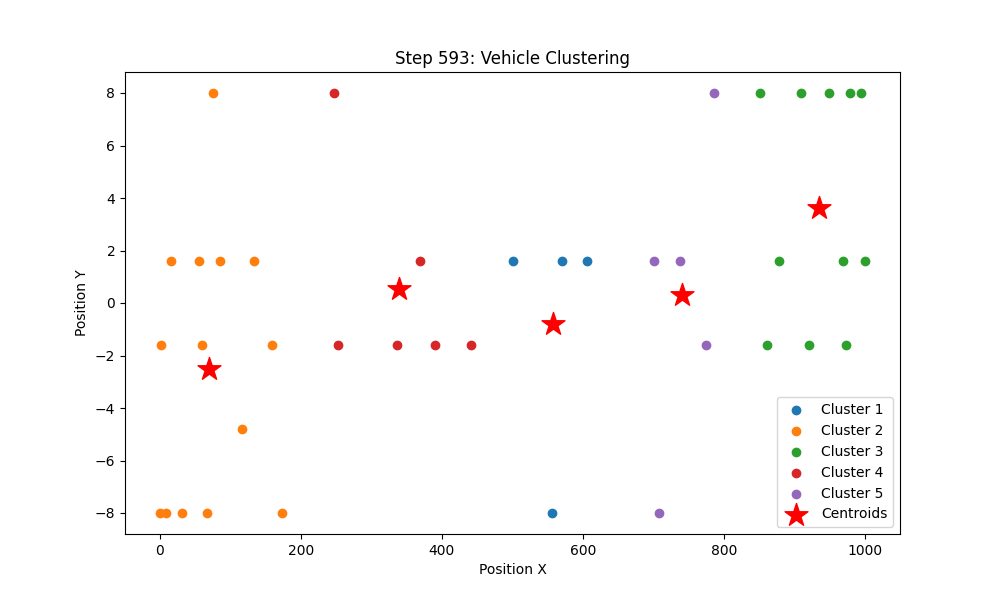 Step 593: Vehicle Clustering
Position Y
8
6
4
2
0
−2
−4
−6
−8
0
200
400
600
800
1000
Position X
Cluster 1
Cluster 2
Cluster 3
Cluster 4
Cluster 5
Centroids